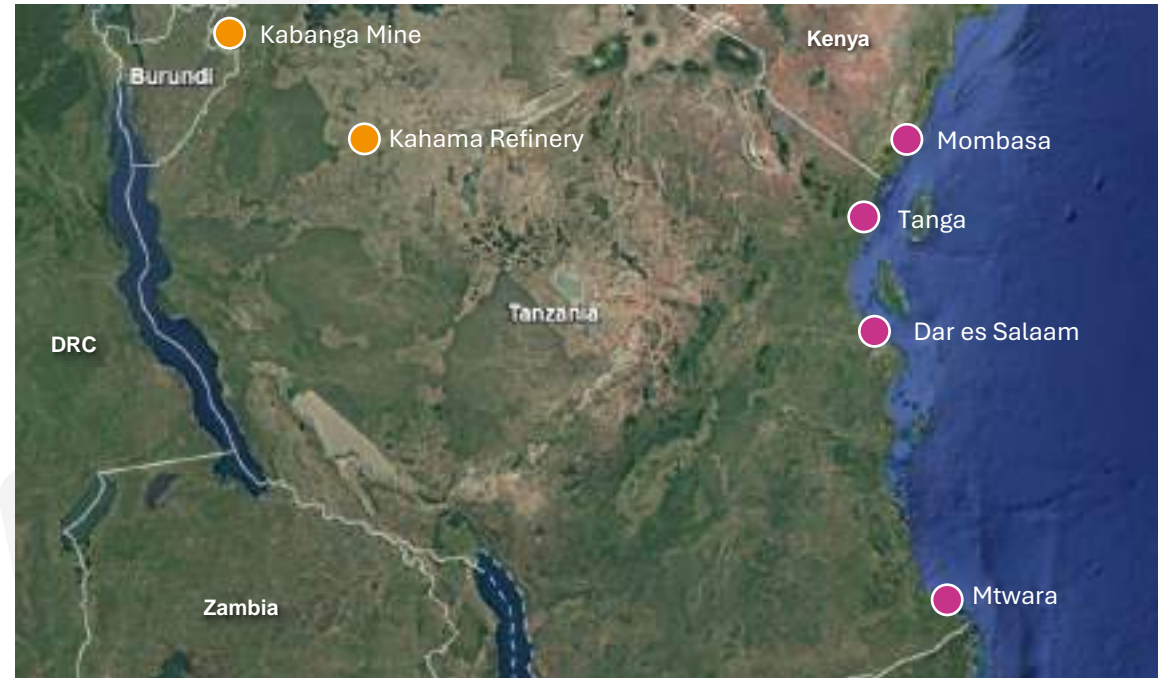 Kabanga Mine
Kenya
Burundi
Kahama Refinery
Mombasa
Tanga
Tanzania
Dar es Salaam
DRC
Mtwara
Zambia